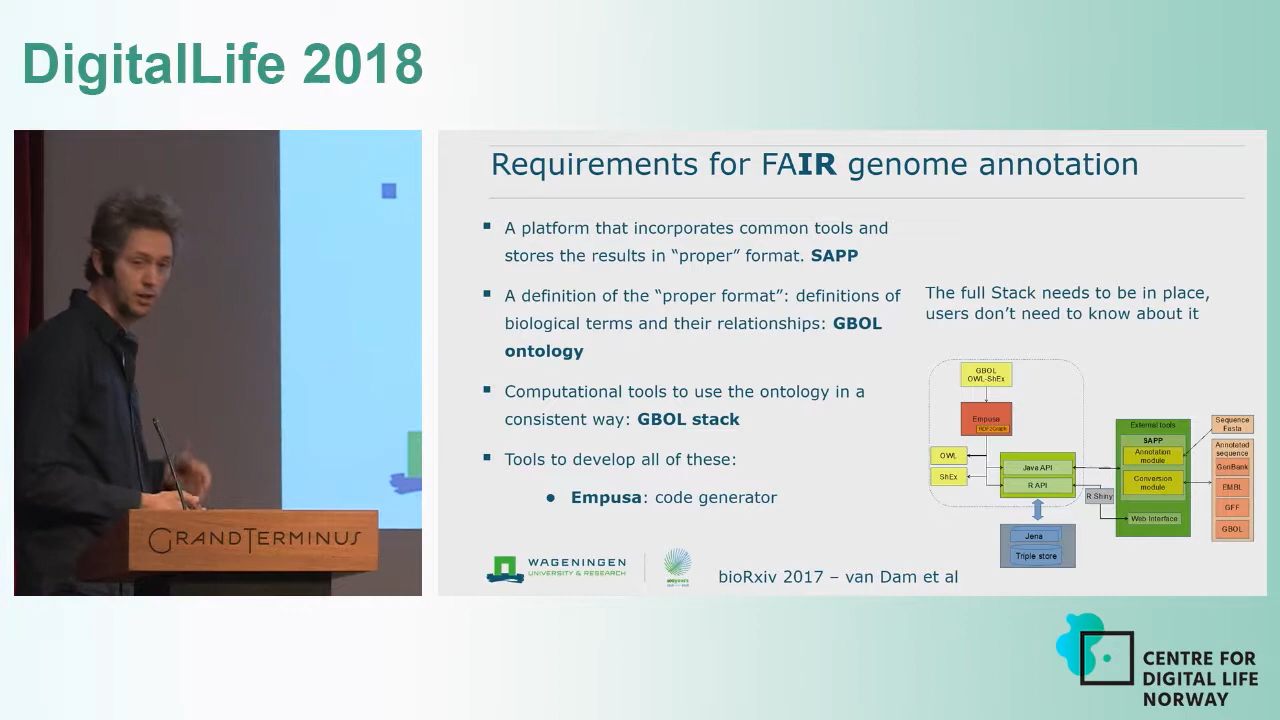 DigitalLife 2018
GRANDTERMINUS
Requirements for FAIR genome annotation
▪ A platform that incorporates common tools and
stores the results in “proper” format. SAPP
▪ A definition of the “proper format”: definitions of
biological terms and their relationships: GBOL
ontology
▪ Computational tools to use the ontology in a
consistent way: GBOL stack
▪ Tools to develop all of these:
● Empusa: code generator
The full Stack needs to be in place,
users don’t need to know about it
GBOL
OWL-ShEx
Empusa
RDF2Graph
OWL
ShEx
Java API
R API
Jena
Triple store
R Shiny
External tools
SAPP
Annotation
module
Conversion
module
Web Interface
Sequence
Fasta
Annotated
sequence
GenBank
EMBL
GFF
GBOL
WAGENINGEN
UNIVERSITY & RESEARCH
bioRxiv 2017 – van Dam et al
CENTRE FOR
DIGITAL LIFE
NORWAY